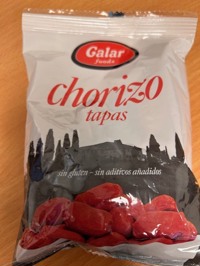 Galar
foods
chorizo
tapas
sin gluten - sin aditivos añadidos